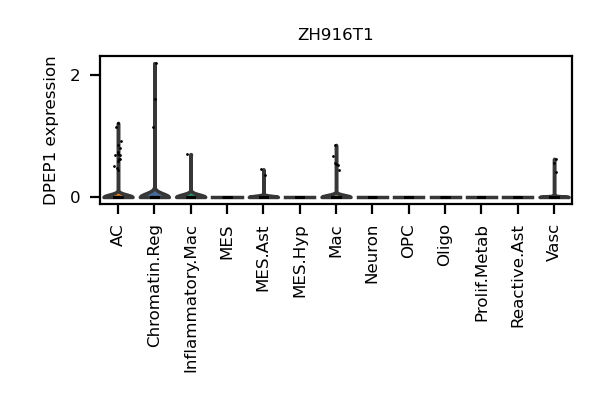 ZH916T1
DPEP1 expression
2
0
AC
Chromatin.Reg
Inflammatory.Mac
MES
MES.Ast
MES.Hyp
Mac
Neuron
OPC
Oligo
Prolif.Metab
Reactive.Ast
Vasc